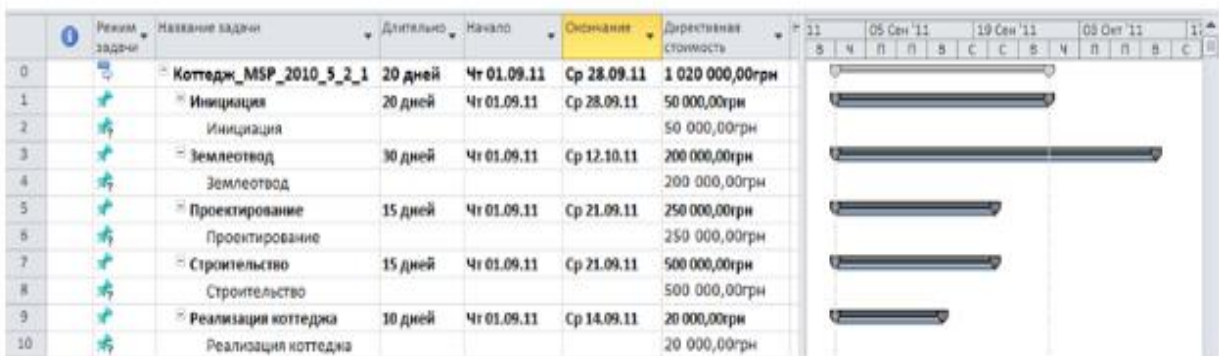 Режим задачи Название задачи Длительно Начало Окончание Директивная стоимость
11 05 Сен '11 19 Сен '11 03 Окт '11 17
В Ч П П В С С В Ч П П В С
0 Коттедж_MSP_2010_5_2_1 20 дней Чт 01.09.11 Ср 28.09.11 1 020 000,00грн
1 Инициация 20 дней Чт 01.09.11 Ср 28.09.11 50 000,00грн
2 Инициация 50 000,00грн
3 Землеотвод 30 дней Чт 01.09.11 Ср 12.10.11 200 000,00грн
4 Землеотвод 200 000,00грн
5 Проектирование 15 дней Чт 01.09.11 Ср 21.09.11 250 000,00грн
6 Проектирование 250 000,00грн
7 Строительство 15 дней Чт 01.09.11 Ср 21.09.11 500 000,00грн
8 Строительство 500 000,00грн
9 Реализация коттеджа 10 дней Чт 01.09.11 Ср 14.09.11 20 000,00грн
10 Реализация коттеджа 20 000,00грн